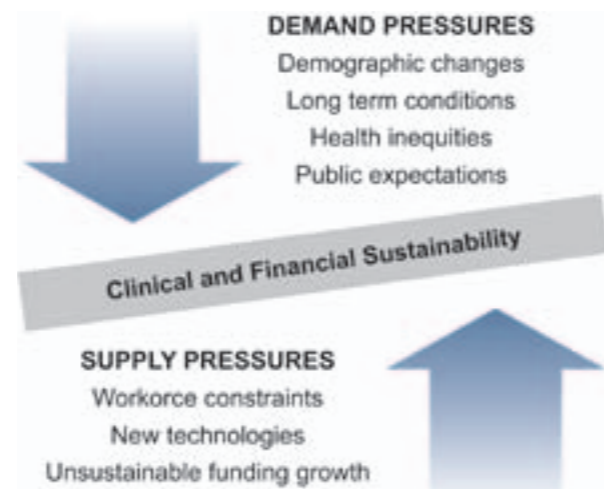 DEMAND PRESSURES
Demographic changes
Long term conditions
Health inequities
Public expectations
Clinical and Financial Sustainability
SUPPLY PRESSURES
Workorce constraints
New technologies
Unsustainable funding growth